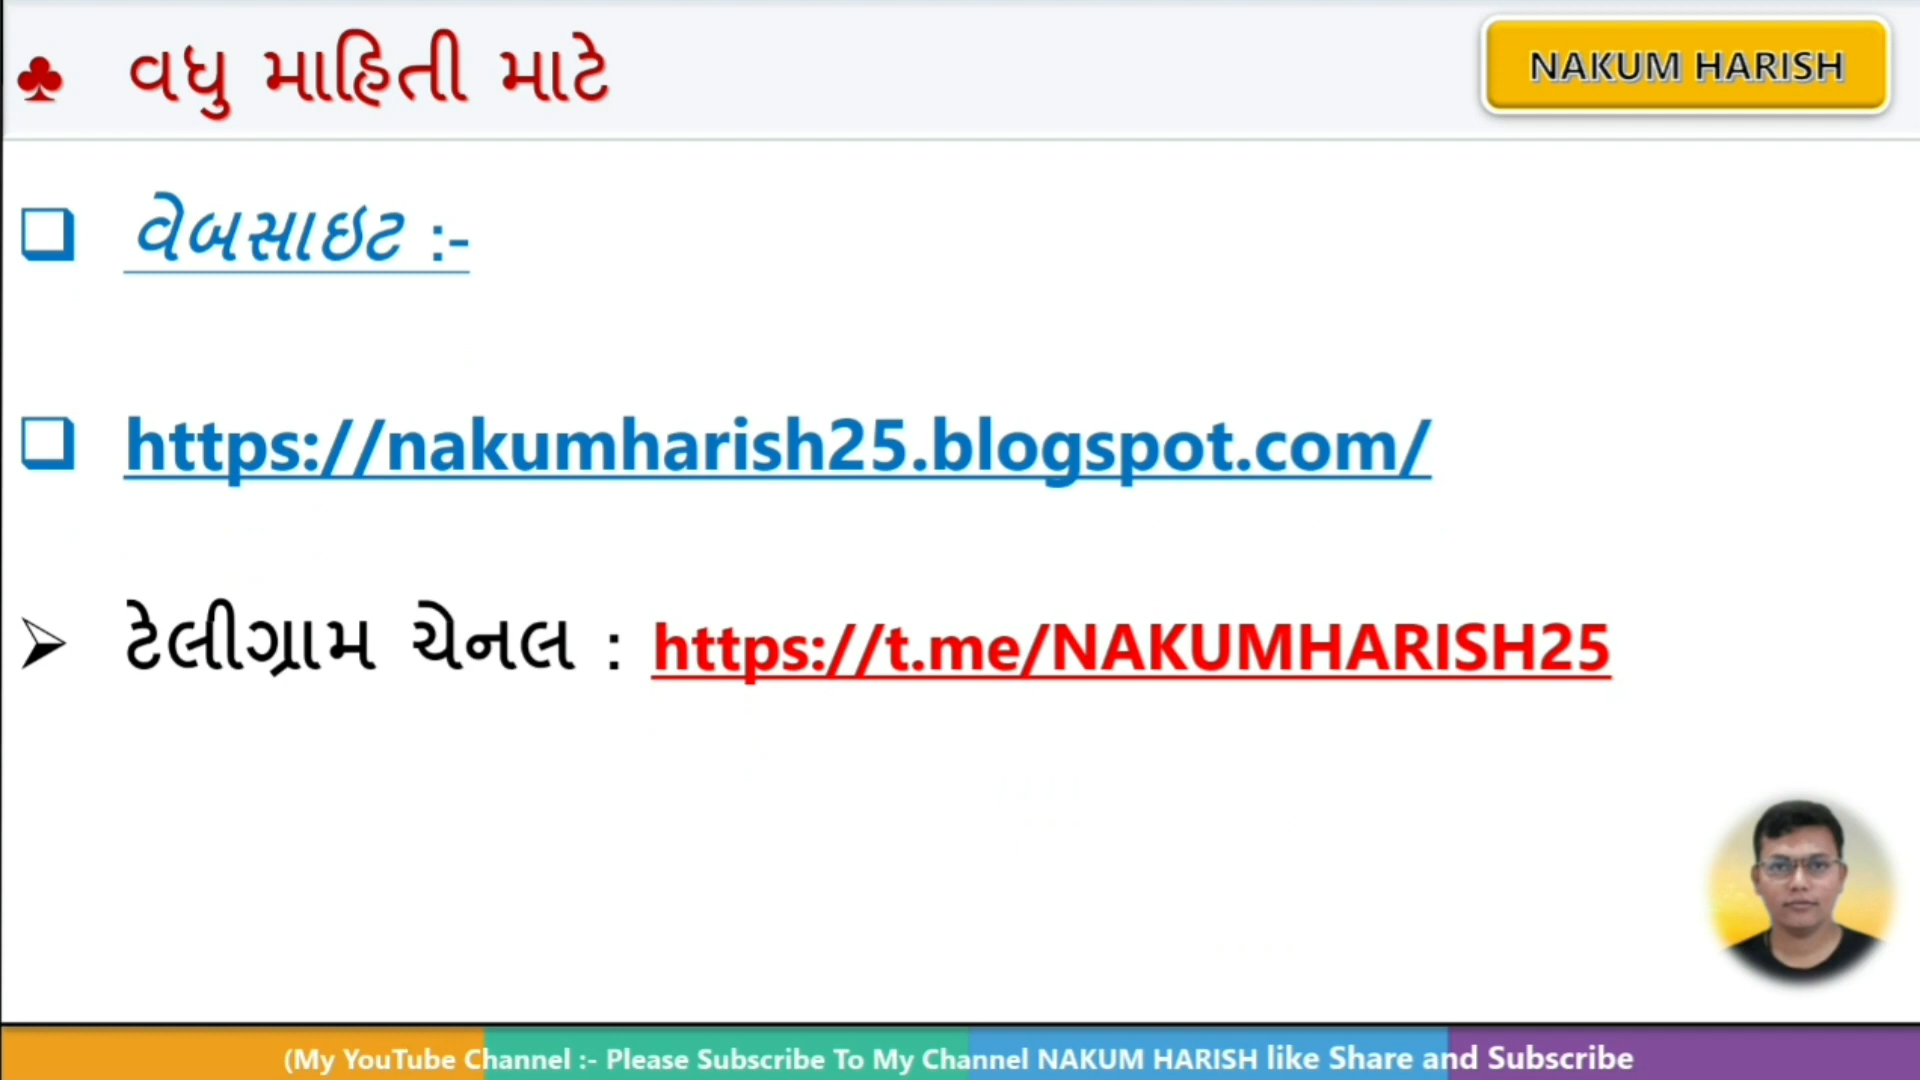 ♣ વધુ માહિતી માટે
NAKUM HARISH
❑ વેબસાઇટ :-
❑ https://nakumharish25.blogspot.com/
➢ ટેલીગ્રામ ચેનલ : https://t.me/NAKUMHARISH25
(My YouTube Channel :- Please Subscribe To My Channel NAKUM HARISH like Share and Subscribe